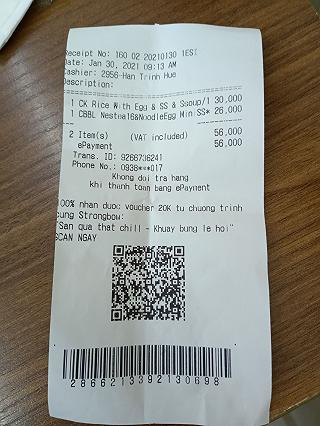 Receipt No: 160 02 20210130 1ESI
Date: Jan 30, 2021 09:13 AM
Cashier: 2956-Han Trinh Hue
Description:
1 CK Rice With Egg & SS & Ssoup/1 30,000
1 CBBL Nestea16&NoodleEgg Min SS* 26,000
2 Item(s) (VAT included) 56,000
ePayment 56,000
Trans. ID: 9266736241
Phone No.: 0938***017
Khong doi tra hang
khi thanh toan bang ePayment
100% nhan duoc voucher 20K tu chuong trinh
cung Strongbow:
"San qua that chill - Khuay bung le hoi"
SCAN NGAY
2866213392130698